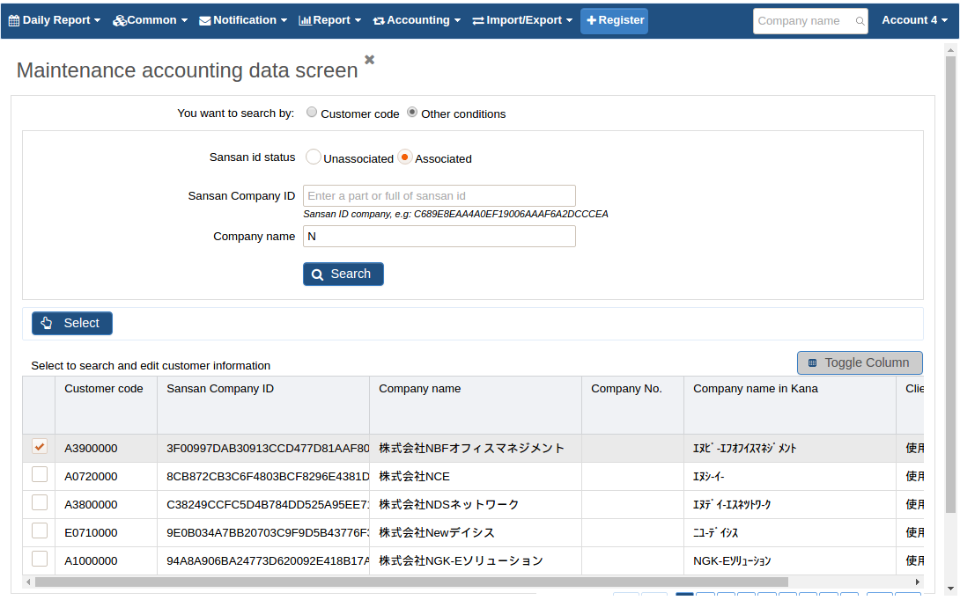 Daily Report Common Notification Report Accounting Import/Export Register Company name Account 4
Maintenance accounting data screen
You want to search by: Customer code Other conditions
Sansan id status Unassociated Associated
Sansan Company ID Enter a part or full of sansan id
Sansan ID company, e.g: C689E8EAA4A0EF19006AAAF6A2DCCCEA
Company name N
Search
Select
Select to search and edit customer information Toggle Column
Customer code Sansan Company ID Company name Company No. Company name in Kana Clie
A3900000 3F00997DAB30913CCD477D81AAF80 株式会社NBFオフィスマネジメント ｴﾇﾋﾞ-ｴﾌｵﾌｲｽﾏﾈｼﾞﾒﾝﾄ 使用
A0720000 8CB872CB3C6F4803BCF8296E4381D 株式会社NCE ｴﾇｼ-ｲ- 使用
A3800000 C38249CCFC5D4B784DD525A95EE7 株式会社NDSネットワーク ｴﾇﾃﾞｨ-ｴｽﾈﾂﾄﾜ-ｸ 使用
E0710000 9E0B034A7BB20703C9F9D5B43776F 株式会社Newデイシス ﾆﾕ-ﾃﾞｲｼｽ 使用
A1000000 94A8A906BA24773D620092E418B17A 株式会社NGK-Eソリューション NGK-Eｿﾘｭｰｼｮﾝ 使用